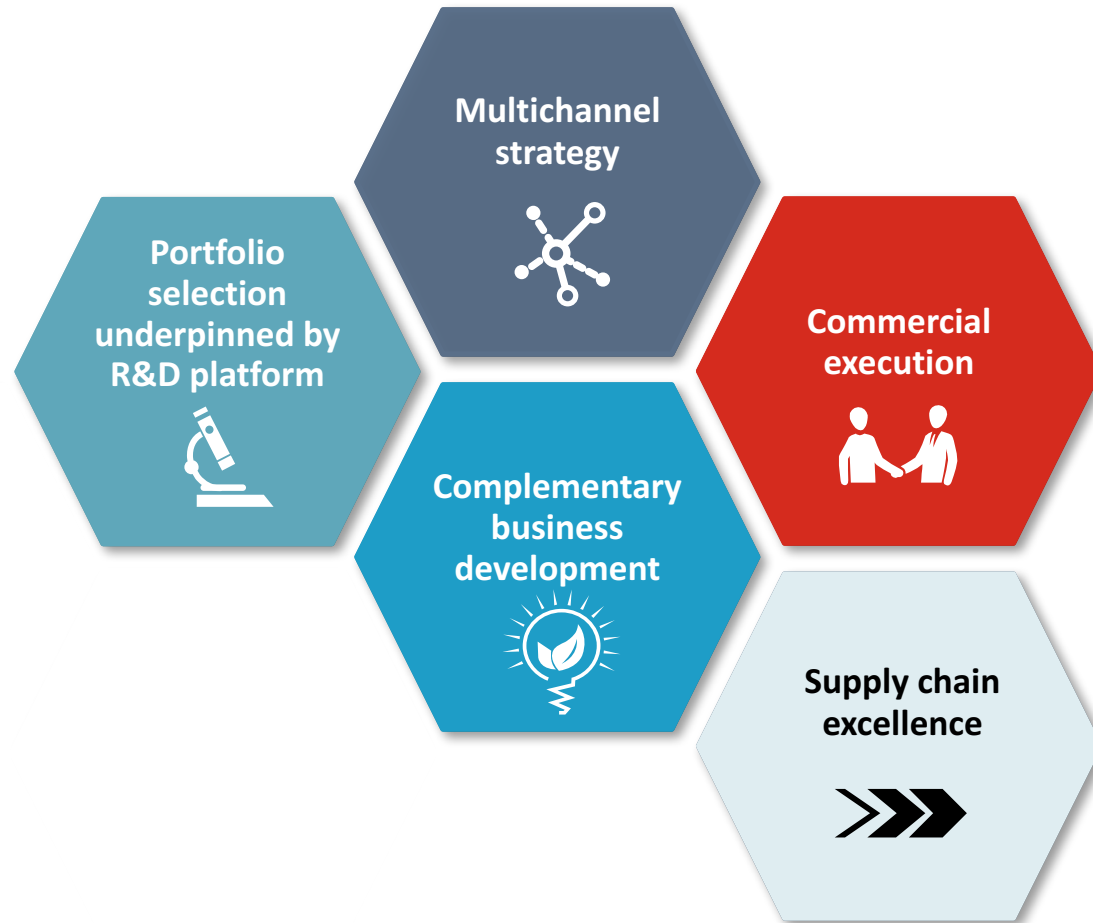 Multichannel
strategy
Portfolio
selection
underpinned by
R&D platform
Commercial
execution
Complementary
business
development
Supply chain
excellence